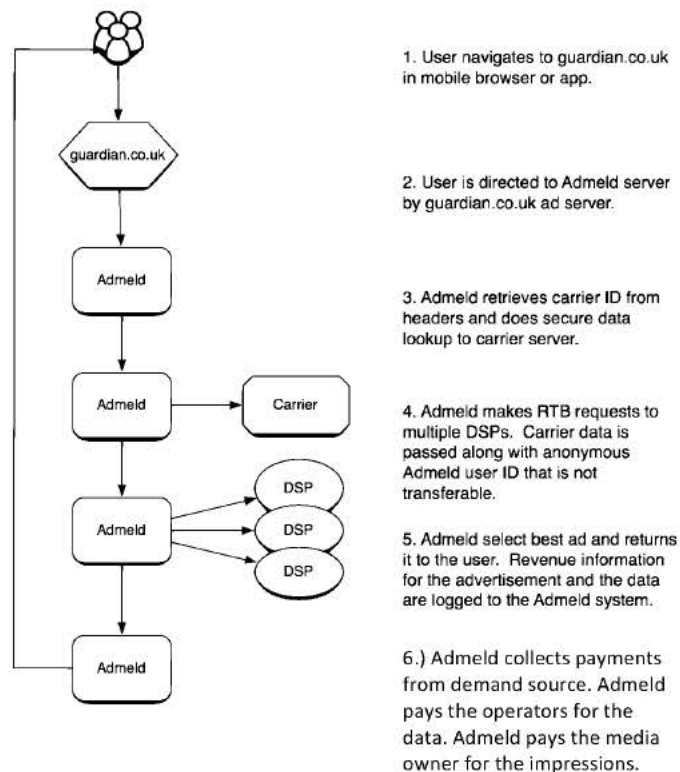 1. User navigates to guardian.co.uk
in mobile browser or app.
guardian.co.uk
2. User is directed to Admeld server
by guardian.co.uk ad server.
Admeld
3. Admeld retrieves carrier ID from
headers and does secure data
lookup to carrier server.
Admeld
Carrier
4. Admeld makes RTB requests to
multiple DSPs. Carrier data is
passed along with anonymous
Admeld user ID that is not
transferable.
DSP
Admeld
DSP
DSP
5. Admeld select best ad and returns
it to the user. Revenue information
for the advertisement and the data
are logged to the Admeld system.
Admeld
6.) Admeld collects payments
from demand source. Admeld
pays the operators for the
data. Admeld pays the media
owner for the impressions.